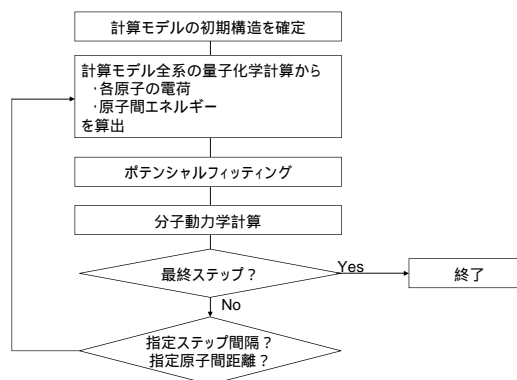 計算モデルの初期構造を確定
計算モデル全系の量子化学計算から
・各原子の電荷
・原子間エネルギー
を算出
ポテンシャルフィッティング
分子動力学計算
最終ステップ？
Yes
終了
No
指定ステップ間隔？
指定原子間距離？